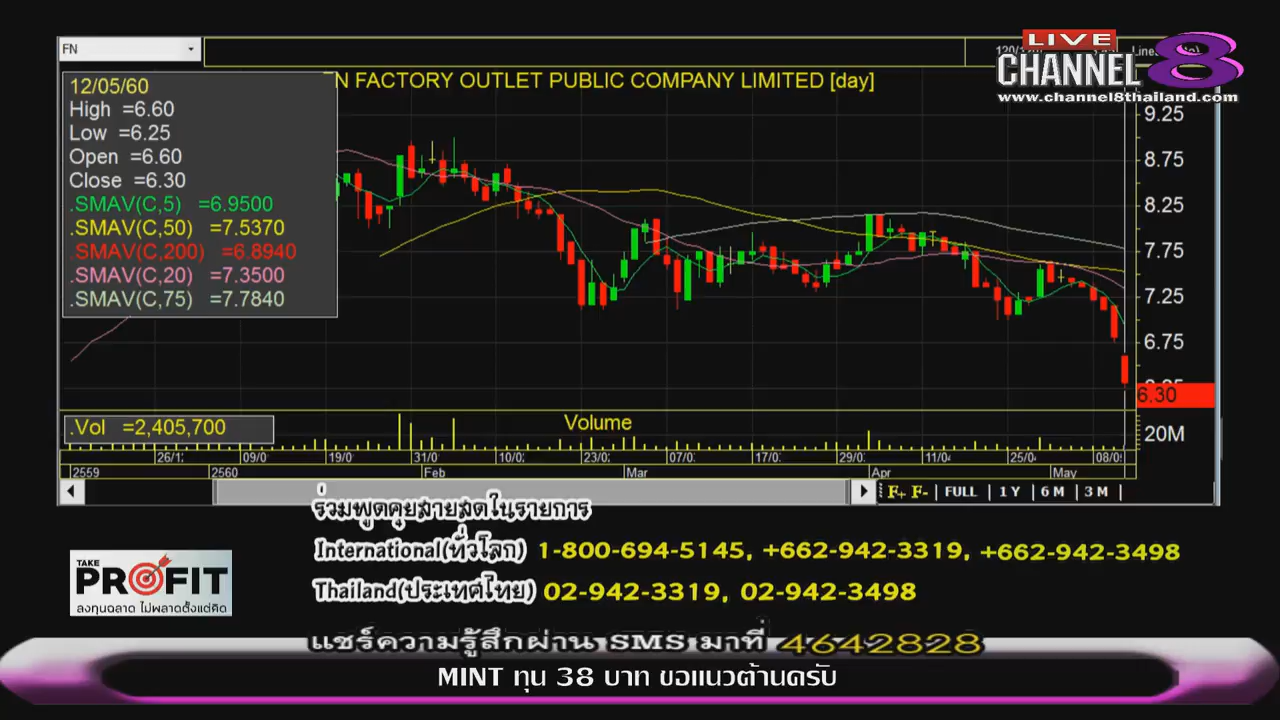 FN
LIVE
CHANNEL 8
www.channel8thailand.com
FN FACTORY OUTLET PUBLIC COMPANY LIMITED [day]
12/05/60
High =6.60
Low =6.25
Open =6.60
Close =6.30
.SMAV(C,5) =6.9500
.SMAV(C,50) =7.5370
.SMAV(C,200) =6.8940
.SMAV(C,20) =7.3500
.SMAV(C,75) =7.7840
9.25
8.75
8.25
7.75
7.25
6.75
6.30
.Vol =2,405,700
Volume
20M
26/1 09/0 19/0 31/0 10/0 23/0 07/0 17/0 29/0 11/0 25/0 08/0
2559 2560 Feb Mar Apr May
F+ F- FULL 1 Y 6 M 3 M
ร่วมพูดคุยสายสดในรายการ
International(ทั่วโลก) 1-800-694-5145, +662-942-3319, +662-942-3498
Thailand(ประเทศไทย) 02-942-3319, 02-942-3498
TAKE
PROFIT
ลงทุนฉลาด ไม่พลาดตั้งแต่คิด
แชร์ความรู้สึกผ่าน SMS มาที่ 4642828
MINT ทุน 38 บาท ขอแนวต้านครับ